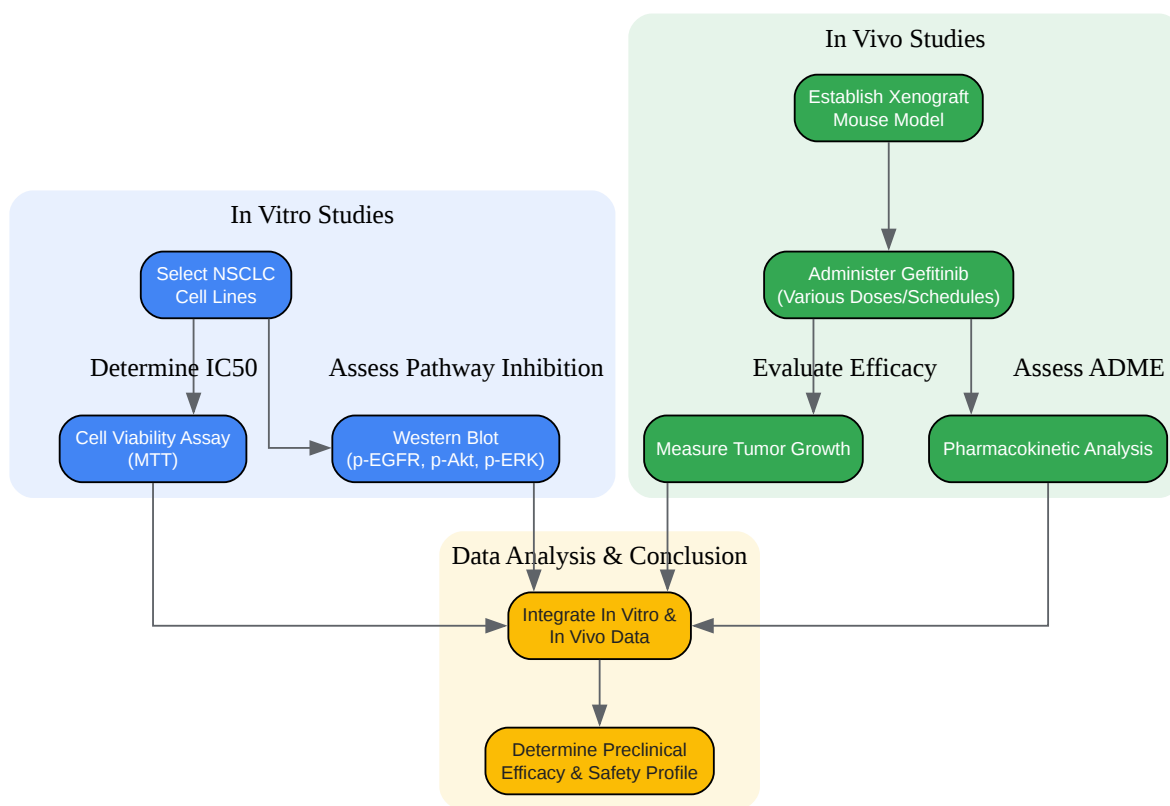 In Vivo Studies
Establish Xenograft
Mouse Model
In Vitro Studies
Select NSCLC
Cell Lines
Administer Gefitinib
(Various Doses/Schedules)
Determine IC50
Assess Pathway Inhibition
Evaluate Efficacy
Assess ADME
Cell Viability Assay
(MTT)
Western Blot
(p-EGFR, p-Akt, p-ERK)
Measure Tumor Growth
Pharmacokinetic Analysis
Data Analysis & Conclusion
Integrate In Vitro &
In Vivo Data
Determine Preclinical
Efficacy & Safety Profile